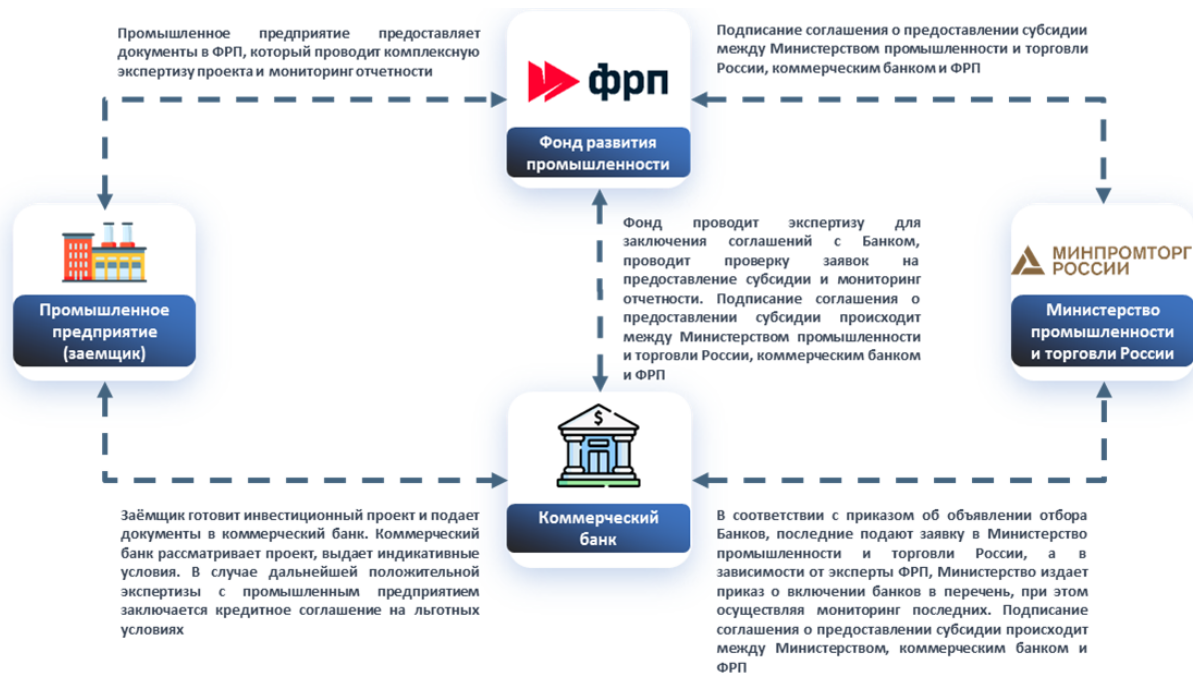 Промышленное предприятие предоставляет
документы в ФРП, который проводит комплексную
экспертизу проекта и мониторинг отчетности
фрп
Фонд развития
промышленности
Подписание соглашения о предоставлении субсидии
между Министерством промышленности и торговли
России, коммерческим банком и ФРП
Промышленное
предприятие
(заемщик)
Фонд проводит экспертизу для
заключения соглашений с Банком,
проводит проверку заявок на
предоставление субсидии и мониторинг
отчетности. Подписание соглашения о
предоставлении субсидии происходит
между Министерством промышленности
и торговли России, коммерческим банком
и ФРП
МИНПРОМТОРГ
РОССИИ
Министерство
промышленности
и торговли России
$
Коммерческий
банк
Заёмщик готовит инвестиционный проект и подает
документы в коммерческий банк. Коммерческий
банк рассматривает проект, выдает индикативные
условия. В случае дальнейшей положительной
экспертизы с промышленным предприятием
заключается кредитное соглашение на льготных
условиях
В соответствии с приказом об объявлении отбора
Банков, последние подают заявку в Министерство
промышленности и торговли России, а в
зависимости от эксперты ФРП, Министерство издает
приказ о включении банков в перечень, при этом
осуществляя мониторинг последних. Подписание
соглашения о предоставлении субсидии происходит
между Министерством, коммерческим банком и
ФРП